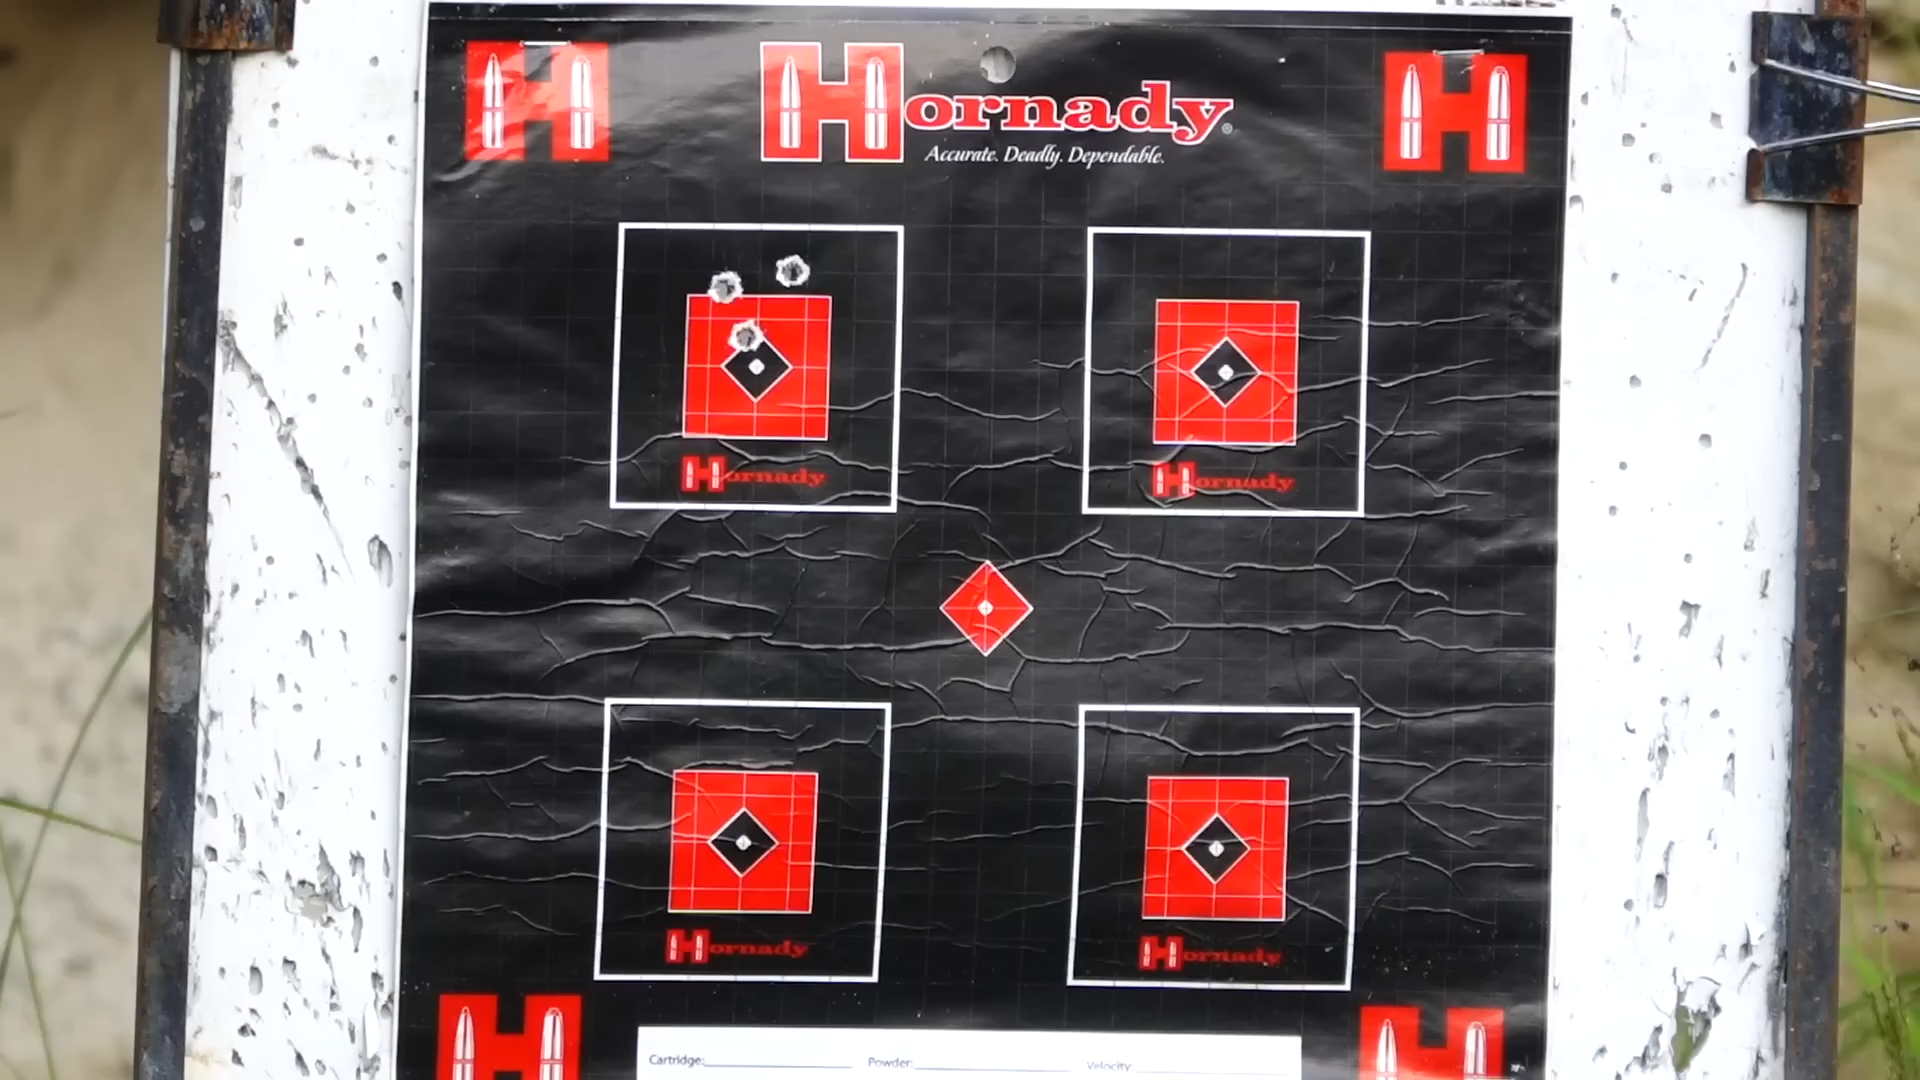 Hornady®
Accurate. Deadly. Dependable.
Hornady
Hornady
Hornady
Hornady
Cartridge: Powder: Velocity